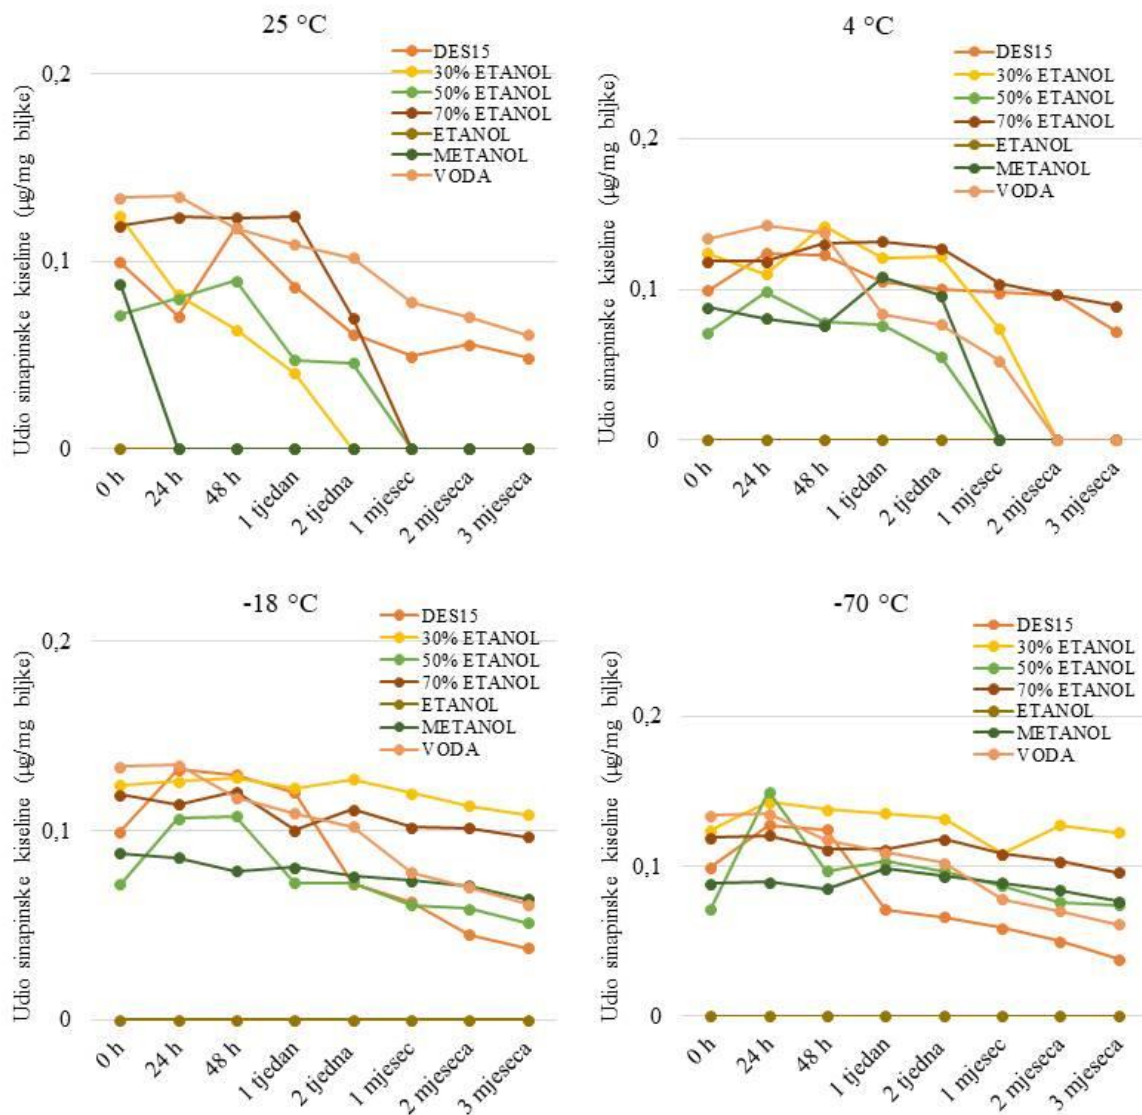 25 °C
DES15
30% ETANOL
50% ETANOL
70% ETANOL
ETANOL
METANOL
VODA
Udio sinapinske kiseline (µg/mg biljke)
0,2
0,1
0
0 h
24 h
48 h
1 tjedan
2 tjedna
1 mjesec
2 mjeseca
3 mjeseca
4 °C
DES15
30% ETANOL
50% ETANOL
70% ETANOL
ETANOL
METANOL
VODA
Udio sinapinske kiseline (µg/mg biljke)
0,2
0,1
0
0 h
24 h
48 h
1 tjedan
2 tjedna
1 mjesec
2 mjeseca
3 mjeseca
-18 °C
DES15
30% ETANOL
50% ETANOL
70% ETANOL
ETANOL
METANOL
VODA
Udio sinapinske kiseline (µg/mg biljke)
0,2
0,1
0
0 h
24 h
48 h
1 tjedan
2 tjedna
1 mjesec
2 mjeseca
3 mjeseca
-70 °C
DES15
30% ETANOL
50% ETANOL
70% ETANOL
ETANOL
METANOL
VODA
Udio sinapinske kiseline (µg/mg biljke)
0,2
0,1
0
0 h
24 h
48 h
1 tjedan
2 tjedna
1 mjesec
2 mjeseca
3 mjeseca